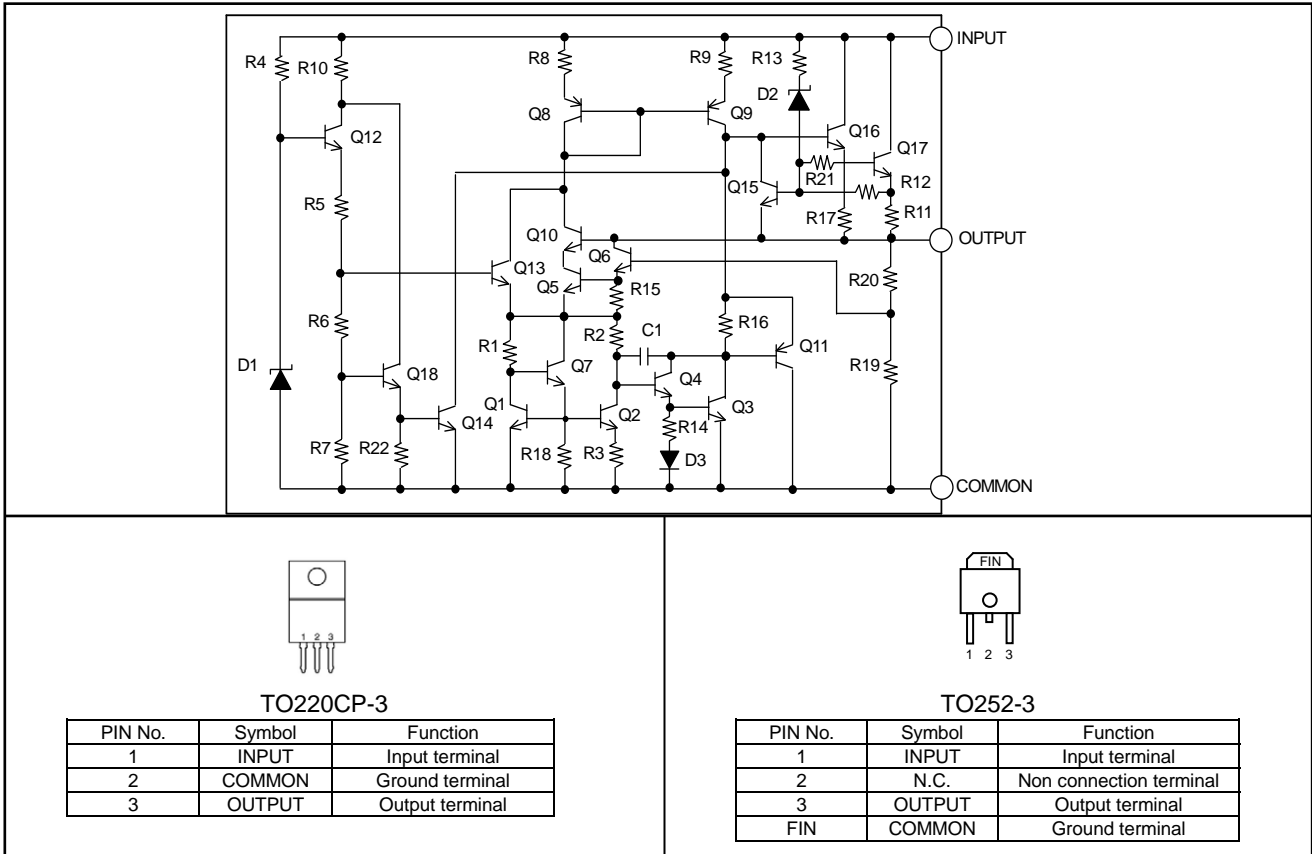 INPUT
R4
R10
R8
R9
R13
D2
Q8
Q9
Q12
Q16
Q17
R21
R12
Q15
R5
R17
R11
Q10
OUTPUT
Q6
Q13
Q5
R15
R20
R6
R2
C1
R16
R1
Q11
D1
Q7
R19
Q18
Q4
Q1
Q2
Q3
Q14
R14
R7
R22
R18
R3
D3
COMMON
1 2 3
TO220CP-3
PIN No. Symbol Function
1 INPUT Input terminal
2 COMMON Ground terminal
3 OUTPUT Output terminal
FIN
1 2 3
TO252-3
PIN No. Symbol Function
1 INPUT Input terminal
2 N.C. Non connection terminal
3 OUTPUT Output terminal
FIN COMMON Ground terminal